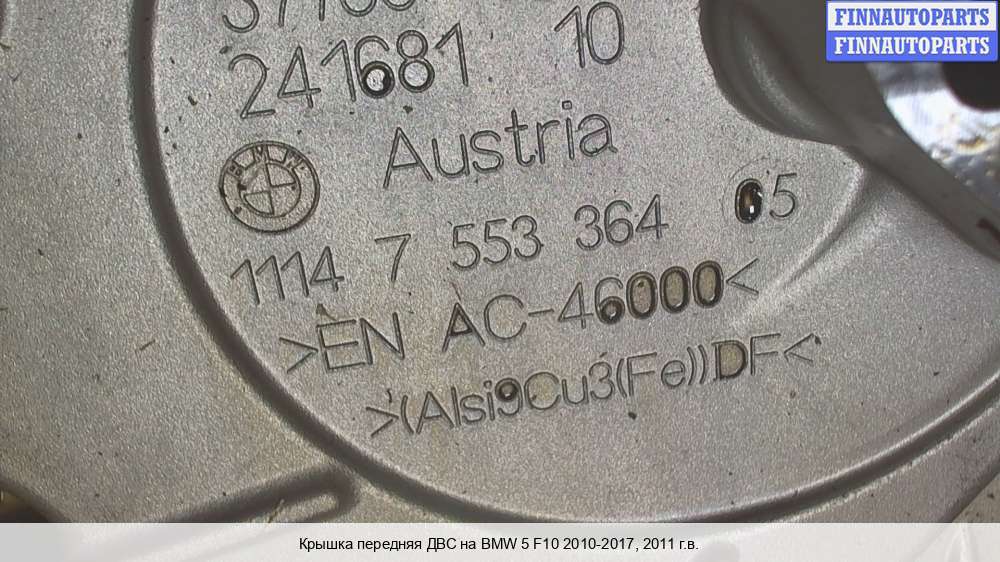 FINNAUTOPARTS
FINNAUTOPARTS
241681 10
Austria
BMW
1114 7 553 364 05
>EN AC-46000<
>(AlSi9Cu3(Fe))DF<
Крышка передняя ДВС на BMW 5 F10 2010-2017, 2011 г.в.